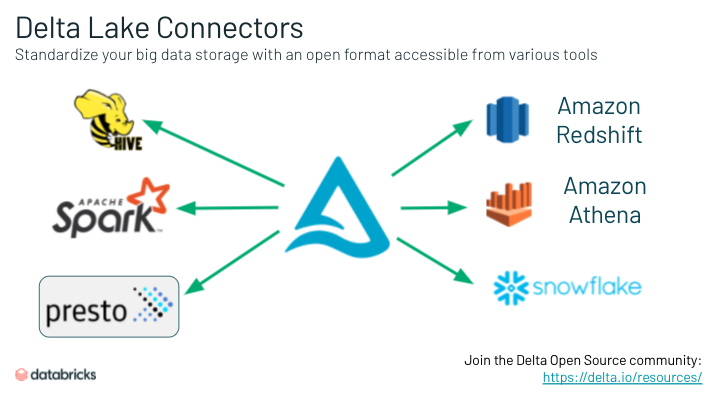 Delta Lake Connectors
Standardize your big data storage with an open format accessible from various tools
HIVE
Amazon
Redshift
APACHE
Spark™
Amazon
Athena
presto
snowflake
Join the Delta Open Source community:
databricks
https://delta.io/resources/